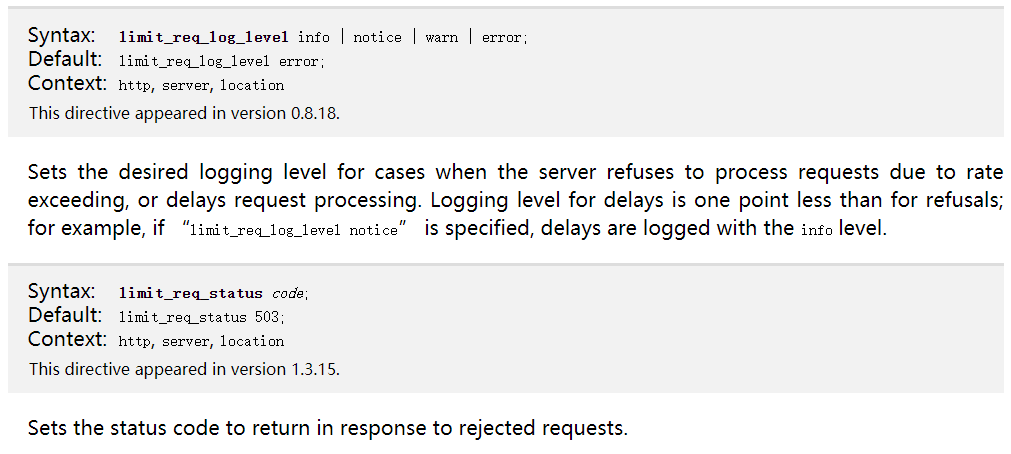 Syntax: limit_req_log_level info | notice | warn | error;
Default: limit_req_log_level error;
Context: http, server, location
This directive appeared in version 0.8.18.
Sets the desired logging level for cases when the server refuses to process requests due to rate
exceeding, or delays request processing. Logging level for delays is one point less than for refusals;
for example, if “limit_req_log_level notice” is specified, delays are logged with the info level.
Syntax: limit_req_status code;
Default: limit_req_status 503;
Context: http, server, location
This directive appeared in version 1.3.15.
Sets the status code to return in response to rejected requests.